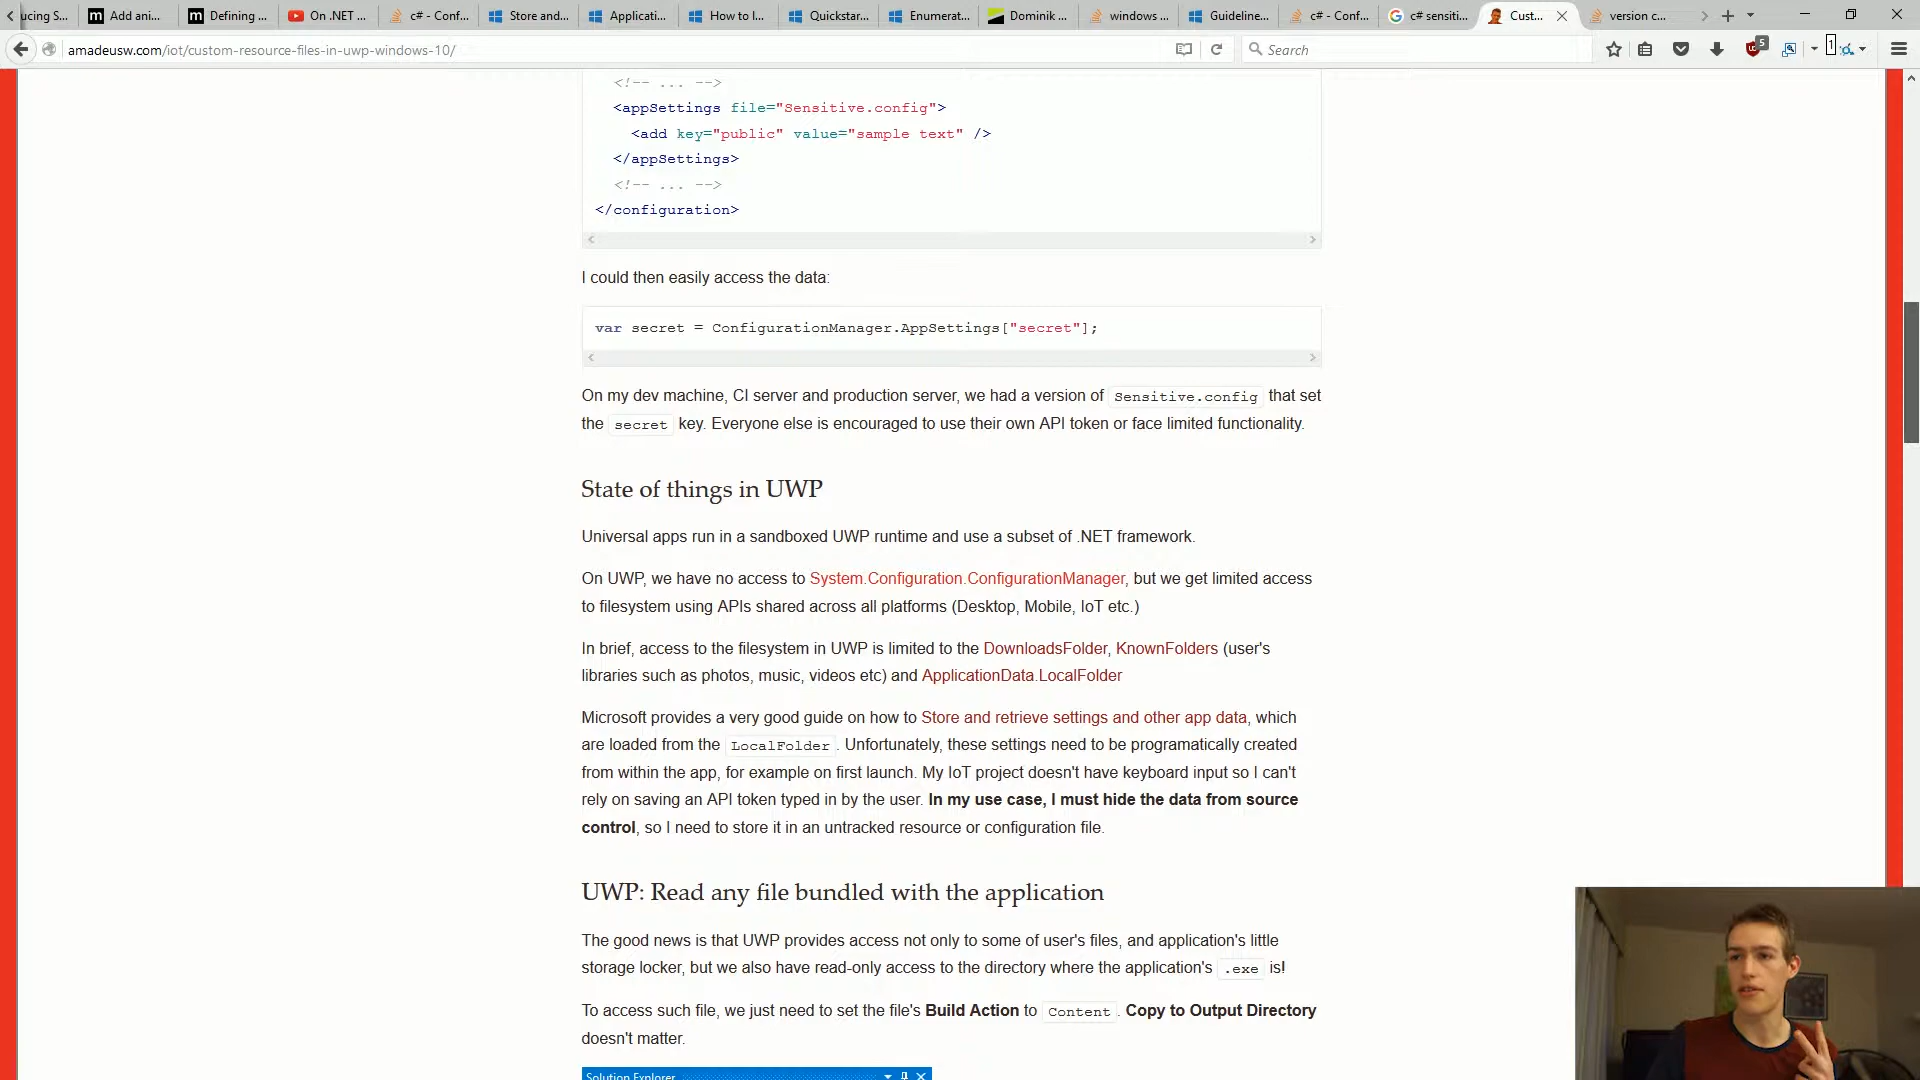 ucing S...
Add ani...
Defining ...
On .NET ...
c# - Conf...
Store and...
Applicati...
How to I...
Quickstar...
Enumerat...
Dominik ...
windows ...
Guideline...
c# - Conf...
c# sensiti...
Cust...
version c...
amadeusw.com/iot/custom-resource-files-in-uwp-windows-10/
Search
5
1
<!-- ... -->
<appSettings file="Sensitive.config">
<add key="public" value="sample text" />
</appSettings>
<!-- ... -->
</configuration>
I could then easily access the data:
var secret = ConfigurationManager.AppSettings["secret"];
On my dev machine, CI server and production server, we had a version of Sensitive.config that set
the secret key. Everyone else is encouraged to use their own API token or face limited functionality.
State of things in UWP
Universal apps run in a sandboxed UWP runtime and use a subset of .NET framework.
On UWP, we have no access to System.Configuration.ConfigurationManager, but we get limited access
to filesystem using APIs shared across all platforms (Desktop, Mobile, IoT etc.)
In brief, access to the filesystem in UWP is limited to the DownloadsFolder, KnownFolders (user's
libraries such as photos, music, videos etc) and ApplicationData.LocalFolder
Microsoft provides a very good guide on how to Store and retrieve settings and other app data, which
are loaded from the LocalFolder. Unfortunately, these settings need to be programatically created
from within the app, for example on first launch. My IoT project doesn't have keyboard input so I can't
rely on saving an API token typed in by the user. In my use case, I must hide the data from source
control, so I need to store it in an untracked resource or configuration file.
UWP: Read any file bundled with the application
The good news is that UWP provides access not only to some of user's files, and application's little
storage locker, but we also have read-only access to the directory where the application's .exe is!
To access such file, we just need to set the file's Build Action to Content. Copy to Output Directory
doesn't matter.
Solution Explorer